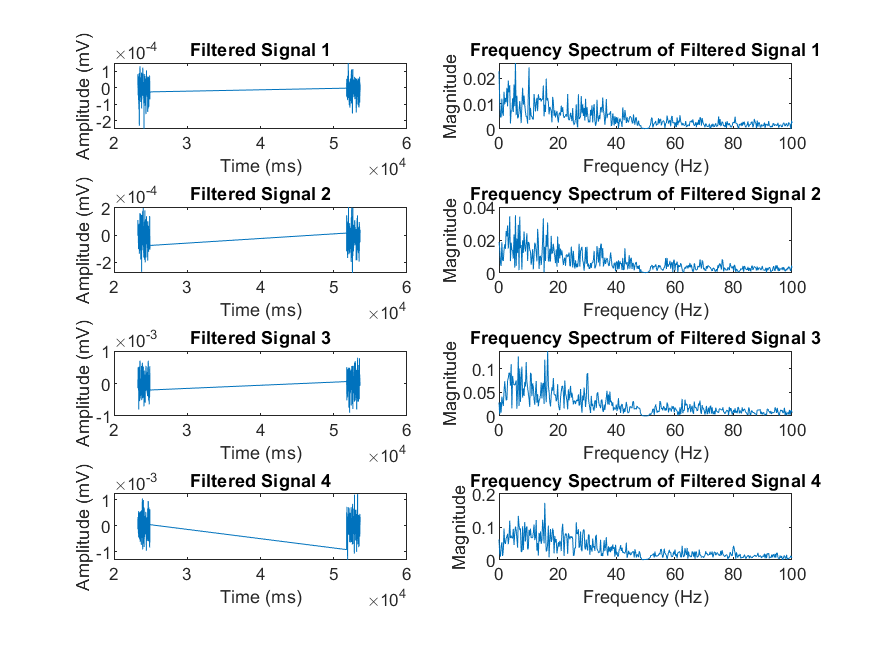 Filtered Signal 1
×10-4
Amplitude (mV)
1
0
-1
-2
2 3 4 5 6
Time (ms)
×104
Frequency Spectrum of Filtered Signal 1
Magnitude
0.02
0.01
0
0 20 40 60 80 100
Frequency (Hz)
Filtered Signal 2
×10-4
Amplitude (mV)
2
0
-2
2 3 4 5 6
Time (ms)
×104
Frequency Spectrum of Filtered Signal 2
Magnitude
0.04
0.02
0
0 20 40 60 80 100
Frequency (Hz)
Filtered Signal 3
×10-3
Amplitude (mV)
1
0
-1
2 3 4 5 6
Time (ms)
×104
Frequency Spectrum of Filtered Signal 3
Magnitude
0.1
0.05
0
0 20 40 60 80 100
Frequency (Hz)
Filtered Signal 4
×10-3
Amplitude (mV)
1
0
-1
2 3 4 5 6
Time (ms)
×104
Frequency Spectrum of Filtered Signal 4
Magnitude
0.2
0.1
0
0 20 40 60 80 100
Frequency (Hz)